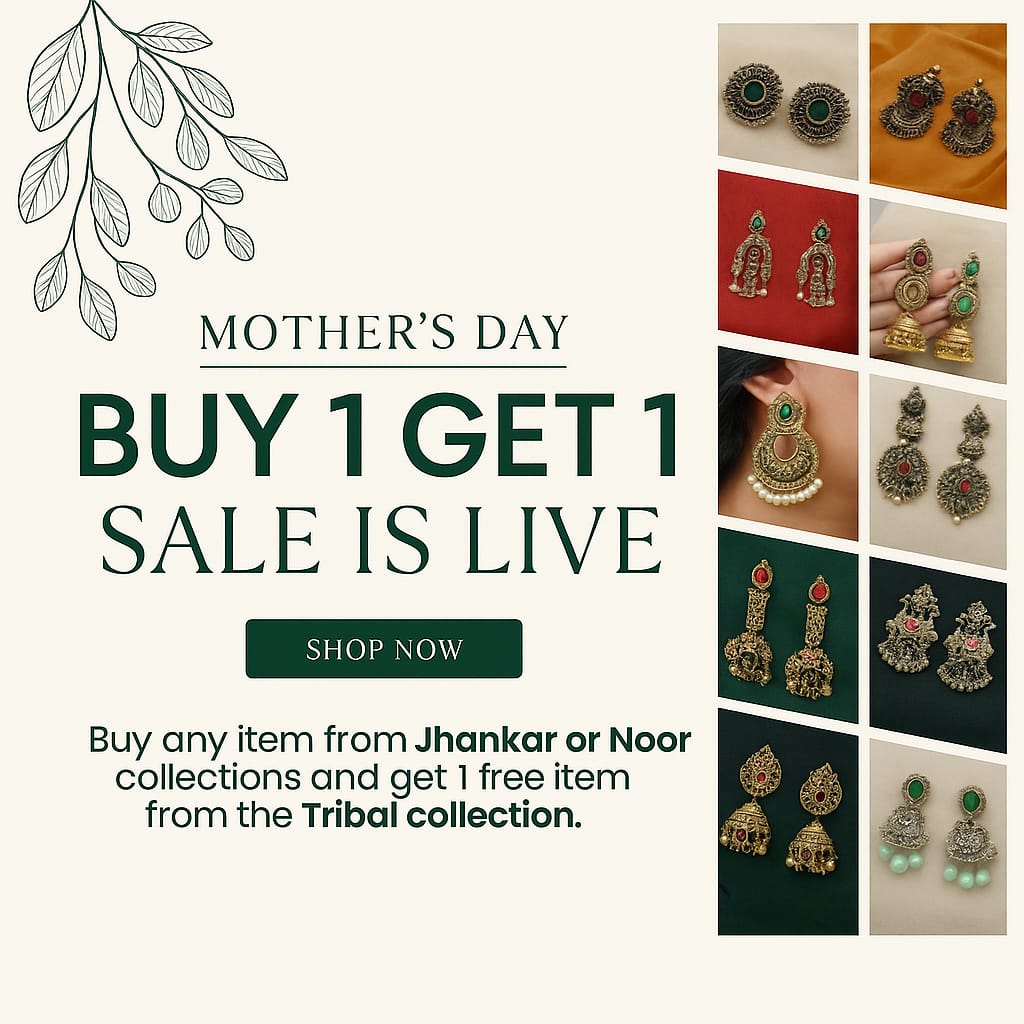 MOTHER'S DAY
BUY 1 GET 1
SALE IS LIVE
SHOP NOW
Buy any item from Jhankar or Noor
collections and get 1 free item
from the Tribal collection.